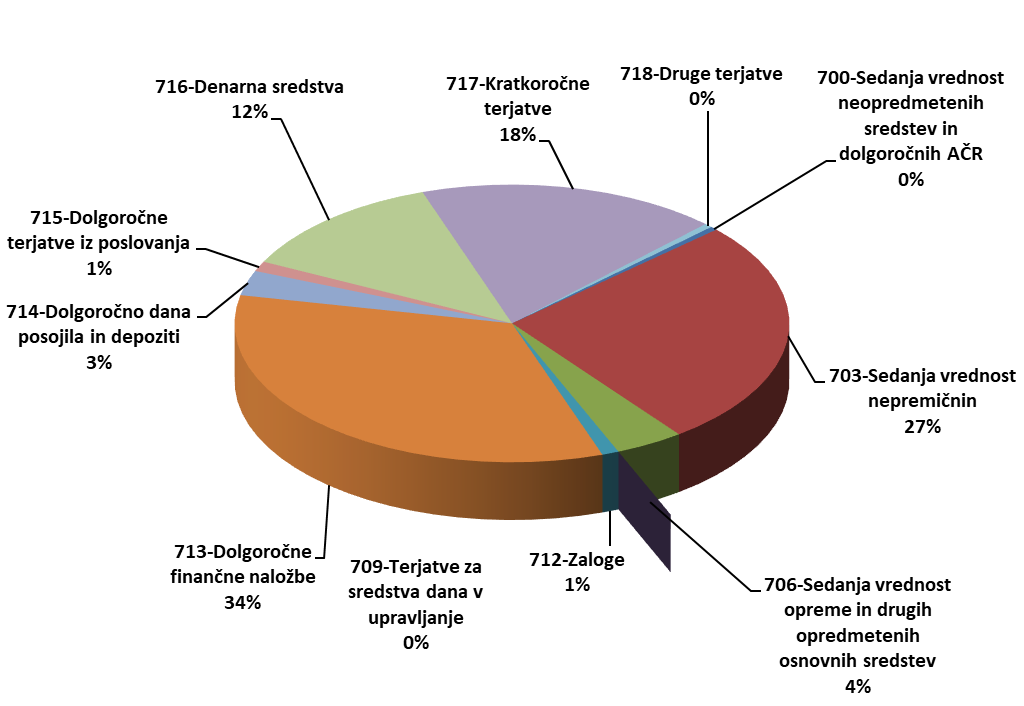 716-Denarna sredstva
12%
717-Kratkoročne
terjatve
18%
718-Druge terjatve
0%
700-Sedanja vrednost
neopredmetenih
sredstev in
dolgoročnih AČR
0%
715-Dolgoročne
terjatve iz poslovanja
1%
714-Dolgoročno dana
posojila in depoziti
3%
703-Sedanja vrednost
nepremičnin
27%
713-Dolgoročne
finančne naložbe
34%
709-Terjatve za
sredstva dana v
upravljanje
0%
712-Zaloge
1%
706-Sedanja vrednost
opreme in drugih
opredmetenih
osnovnih sredstev
4%